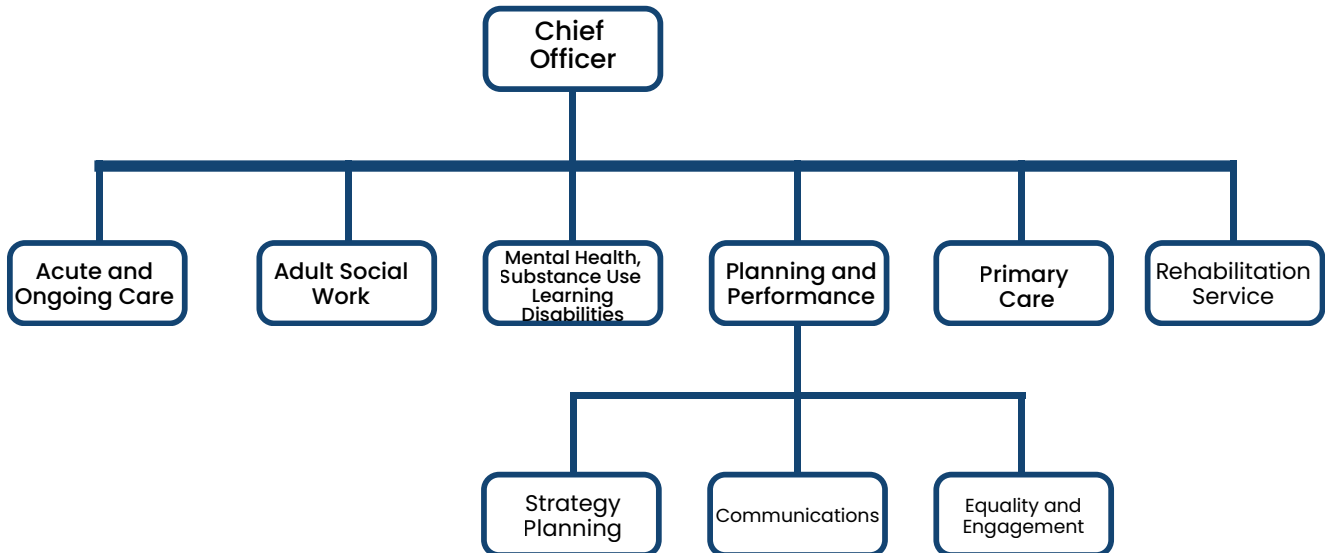 Chief
Officer
Acute and
Ongoing Care
Adult Social
Work
Mental Health,
Substance Use
Learning
Disabilities
Planning and
Performance
Primary
Care
Rehabilitation
Service
Strategy
Planning
Communications
Equality and
Engagement